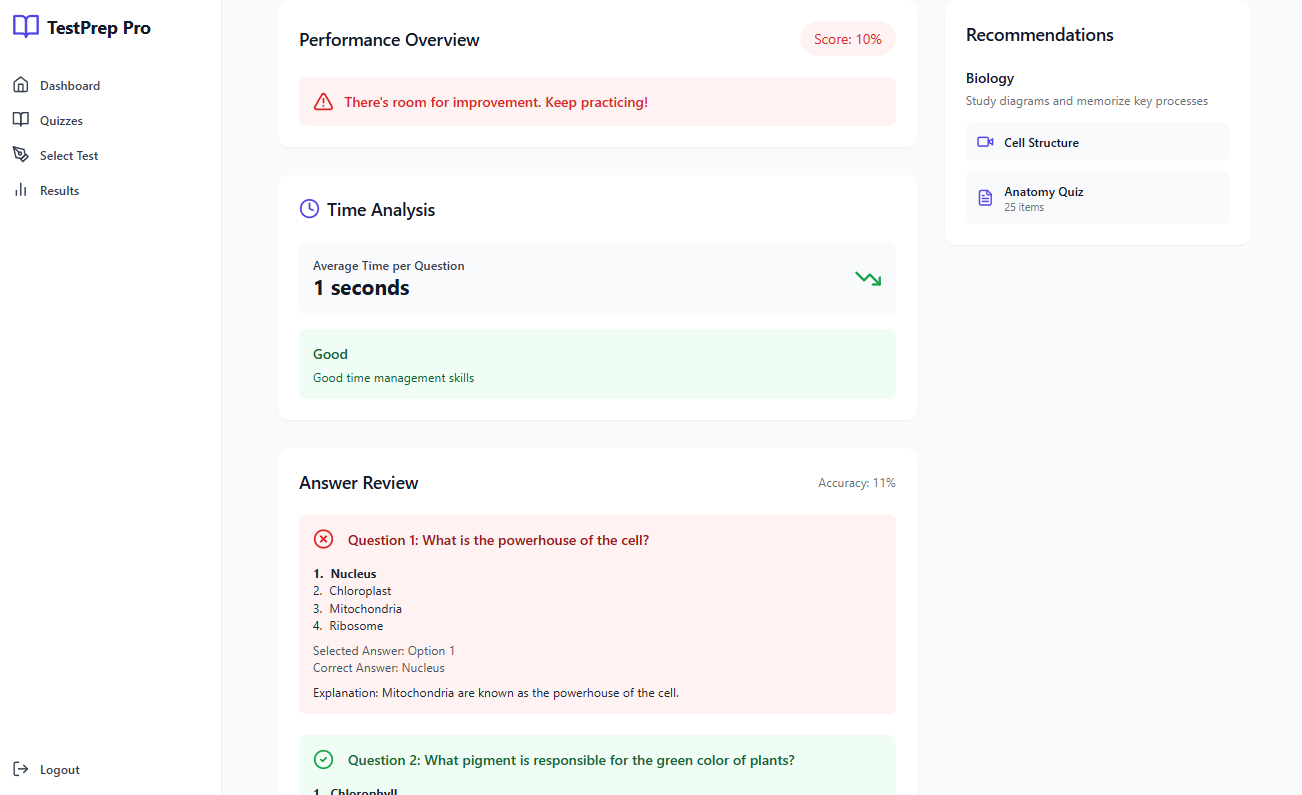 TestPrep Pro
Dashboard
Quizzes
Select Test
Results
Logout
Performance Overview
Score: 10%
There's room for improvement. Keep practicing!
Time Analysis
Average Time per Question
1 seconds
Good
Good time management skills
Answer Review
Accuracy: 11%
Question 1: What is the powerhouse of the cell?
1. Nucleus
2. Chloroplast
3. Mitochondria
4. Ribosome
Selected Answer: Option 1
Correct Answer: Nucleus
Explanation: Mitochondria are known as the powerhouse of the cell.
Question 2: What pigment is responsible for the green color of plants?
1. Chlorophyll
Recommendations
Biology
Study diagrams and memorize key processes
Cell Structure
Anatomy Quiz
25 items